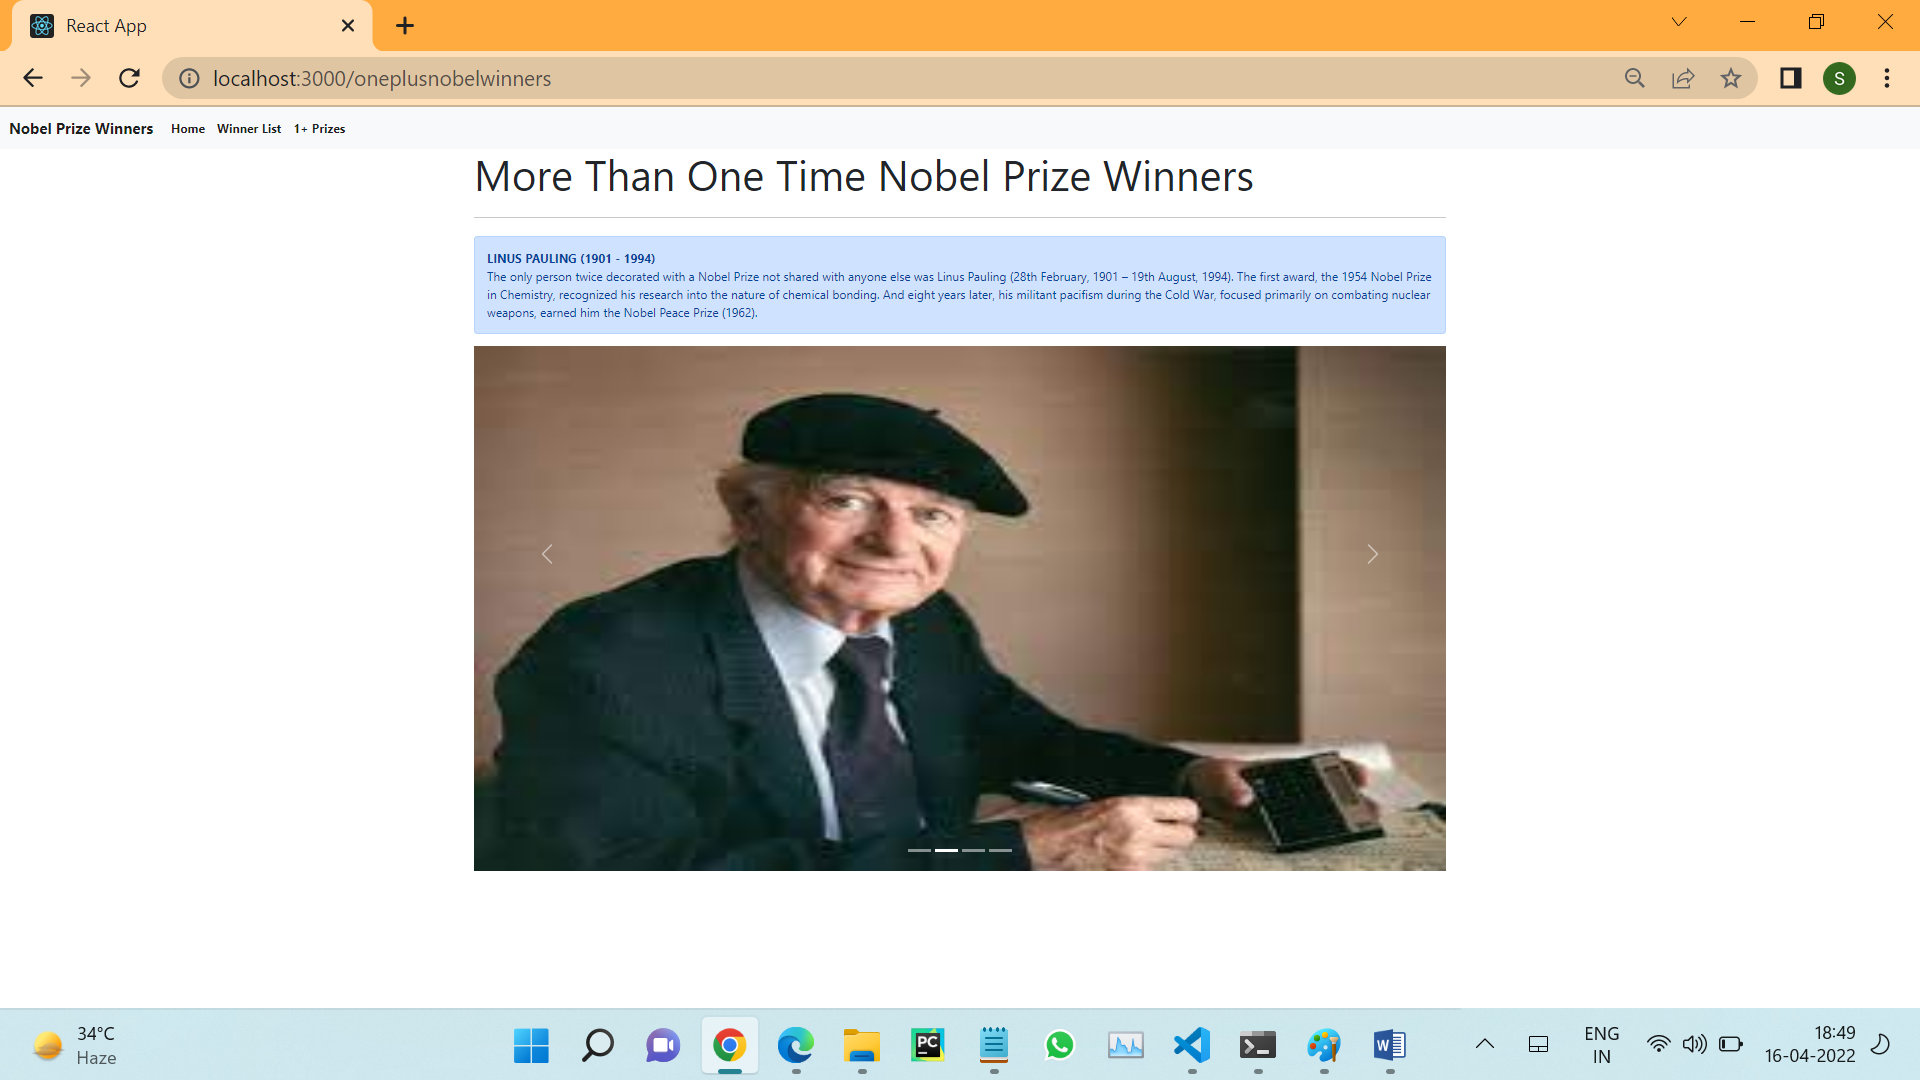 React App
localhost:3000/oneplusnobelwinners
S
Nobel Prize Winners Home Winner List 1+ Prizes
More Than One Time Nobel Prize Winners
LINUS PAULING (1901 - 1994)
The only person twice decorated with a Nobel Prize not shared with anyone else was Linus Pauling (28th February, 1901 – 19th August, 1994). The first award, the 1954 Nobel Prize
in Chemistry, recognized his research into the nature of chemical bonding. And eight years later, his militant pacifism during the Cold War, focused primarily on combating nuclear
weapons, earned him the Nobel Peace Prize (1962).
34°C
Haze
PC
W
ENG
IN
18:49
16-04-2022